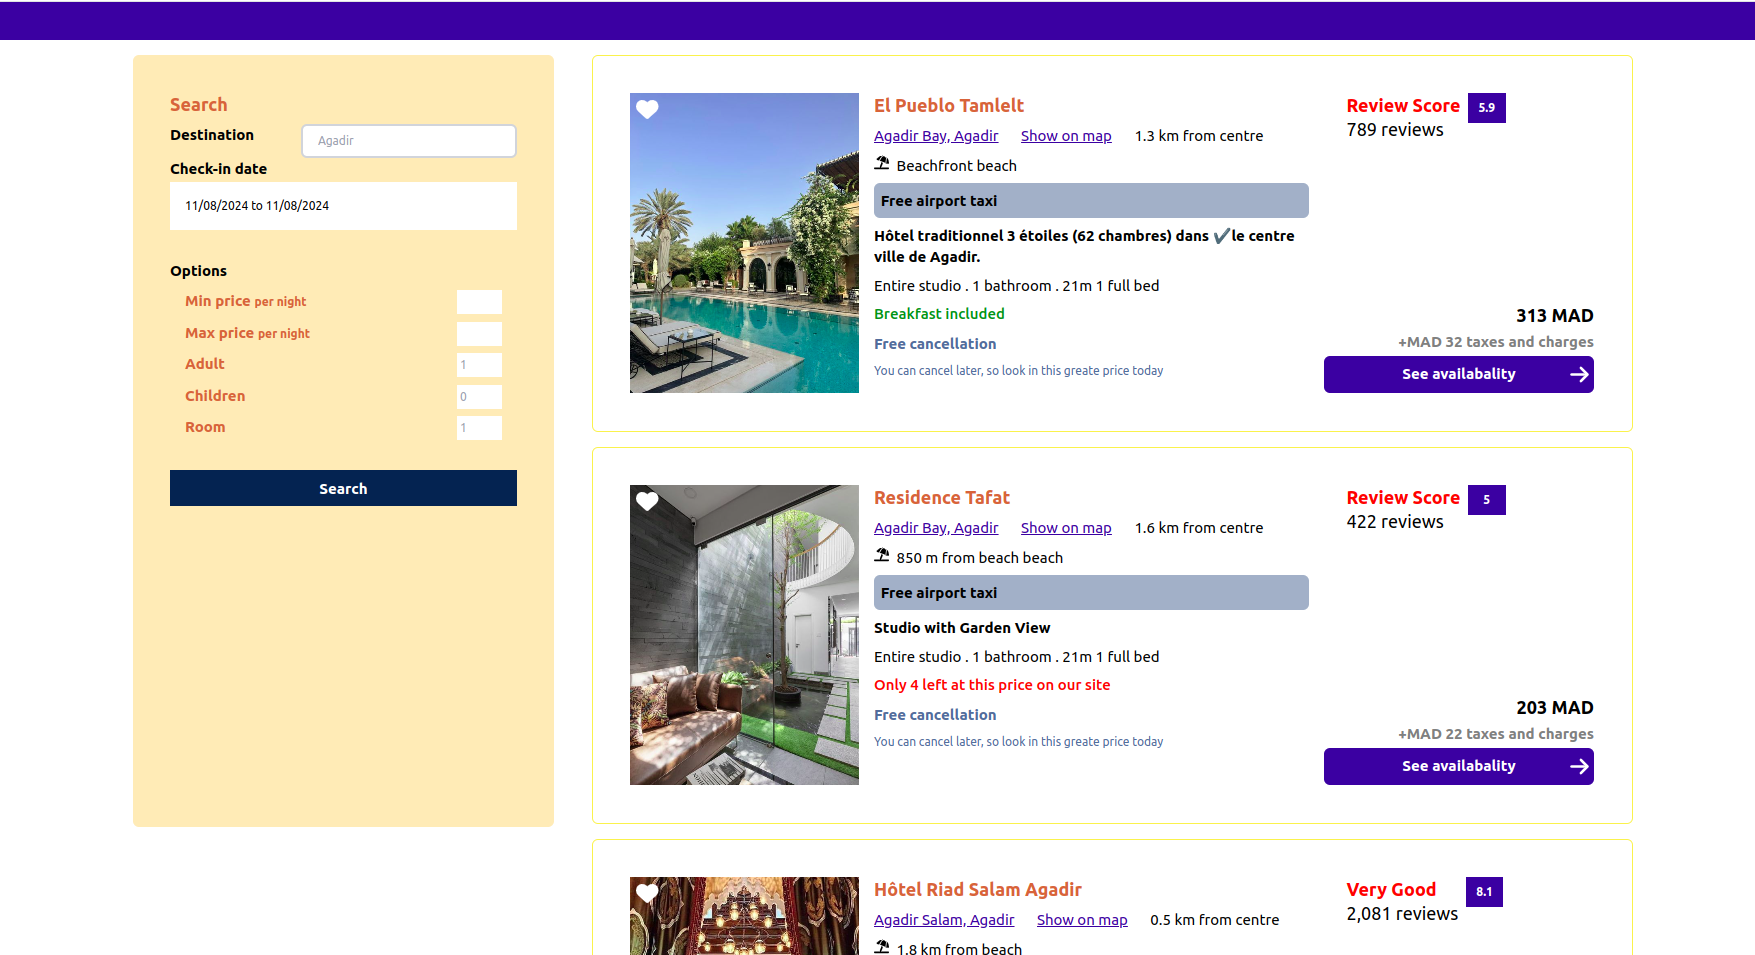 Search
Destination
Agadir
Check-in date
11/08/2024 to 11/08/2024
Options
Min price per night
Max price per night
Adult
1
Children
0
Room
1
Search
El Pueblo Tamlelt
Agadir Bay, Agadir Show on map 1.3 km from centre
Beachfront beach
Free airport taxi
Hôtel traditionnel 3 étoiles (62 chambres) dans ✔️le centre
ville de Agadir.
Entire studio . 1 bathroom . 21m 1 full bed
Breakfast included
Free cancellation
You can cancel later, so look in this greate price today
Review Score 5.9
789 reviews
313 MAD
+MAD 32 taxes and charges
See availabality
Residence Tafat
Agadir Bay, Agadir Show on map 1.6 km from centre
850 m from beach beach
Free airport taxi
Studio with Garden View
Entire studio . 1 bathroom . 21m 1 full bed
Only 4 left at this price on our site
Free cancellation
You can cancel later, so look in this greate price today
Review Score 5
422 reviews
203 MAD
+MAD 22 taxes and charges
See availabality
Hôtel Riad Salam Agadir
Agadir Salam, Agadir Show on map 0.5 km from centre
1.8 km from beach
Very Good 8.1
2,081 reviews